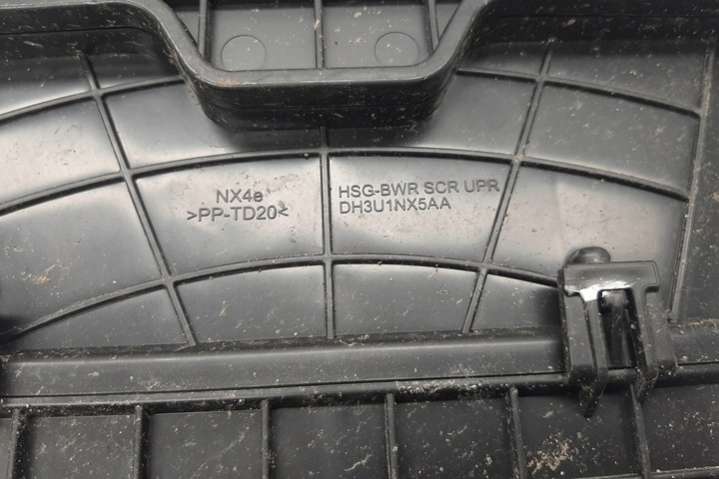 NX4e
>PP-TD20<
HSG-BWR SCR UPR
DH3U1NX5AA